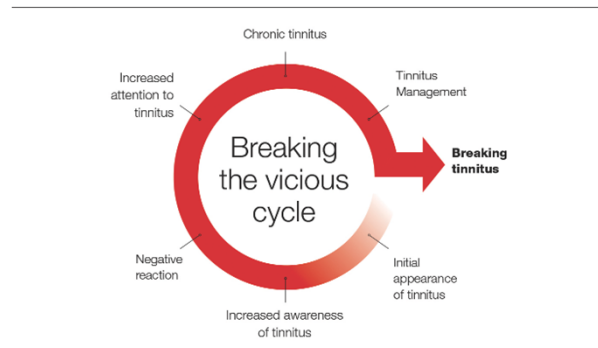 Chronic tinnitus
Increased
attention to
tinnitus
Tinnitus
Management
Breaking
the vicious
cycle
Breaking
tinnitus
Negative
reaction
Initial
appearance
of tinnitus
Increased awareness
of tinnitus